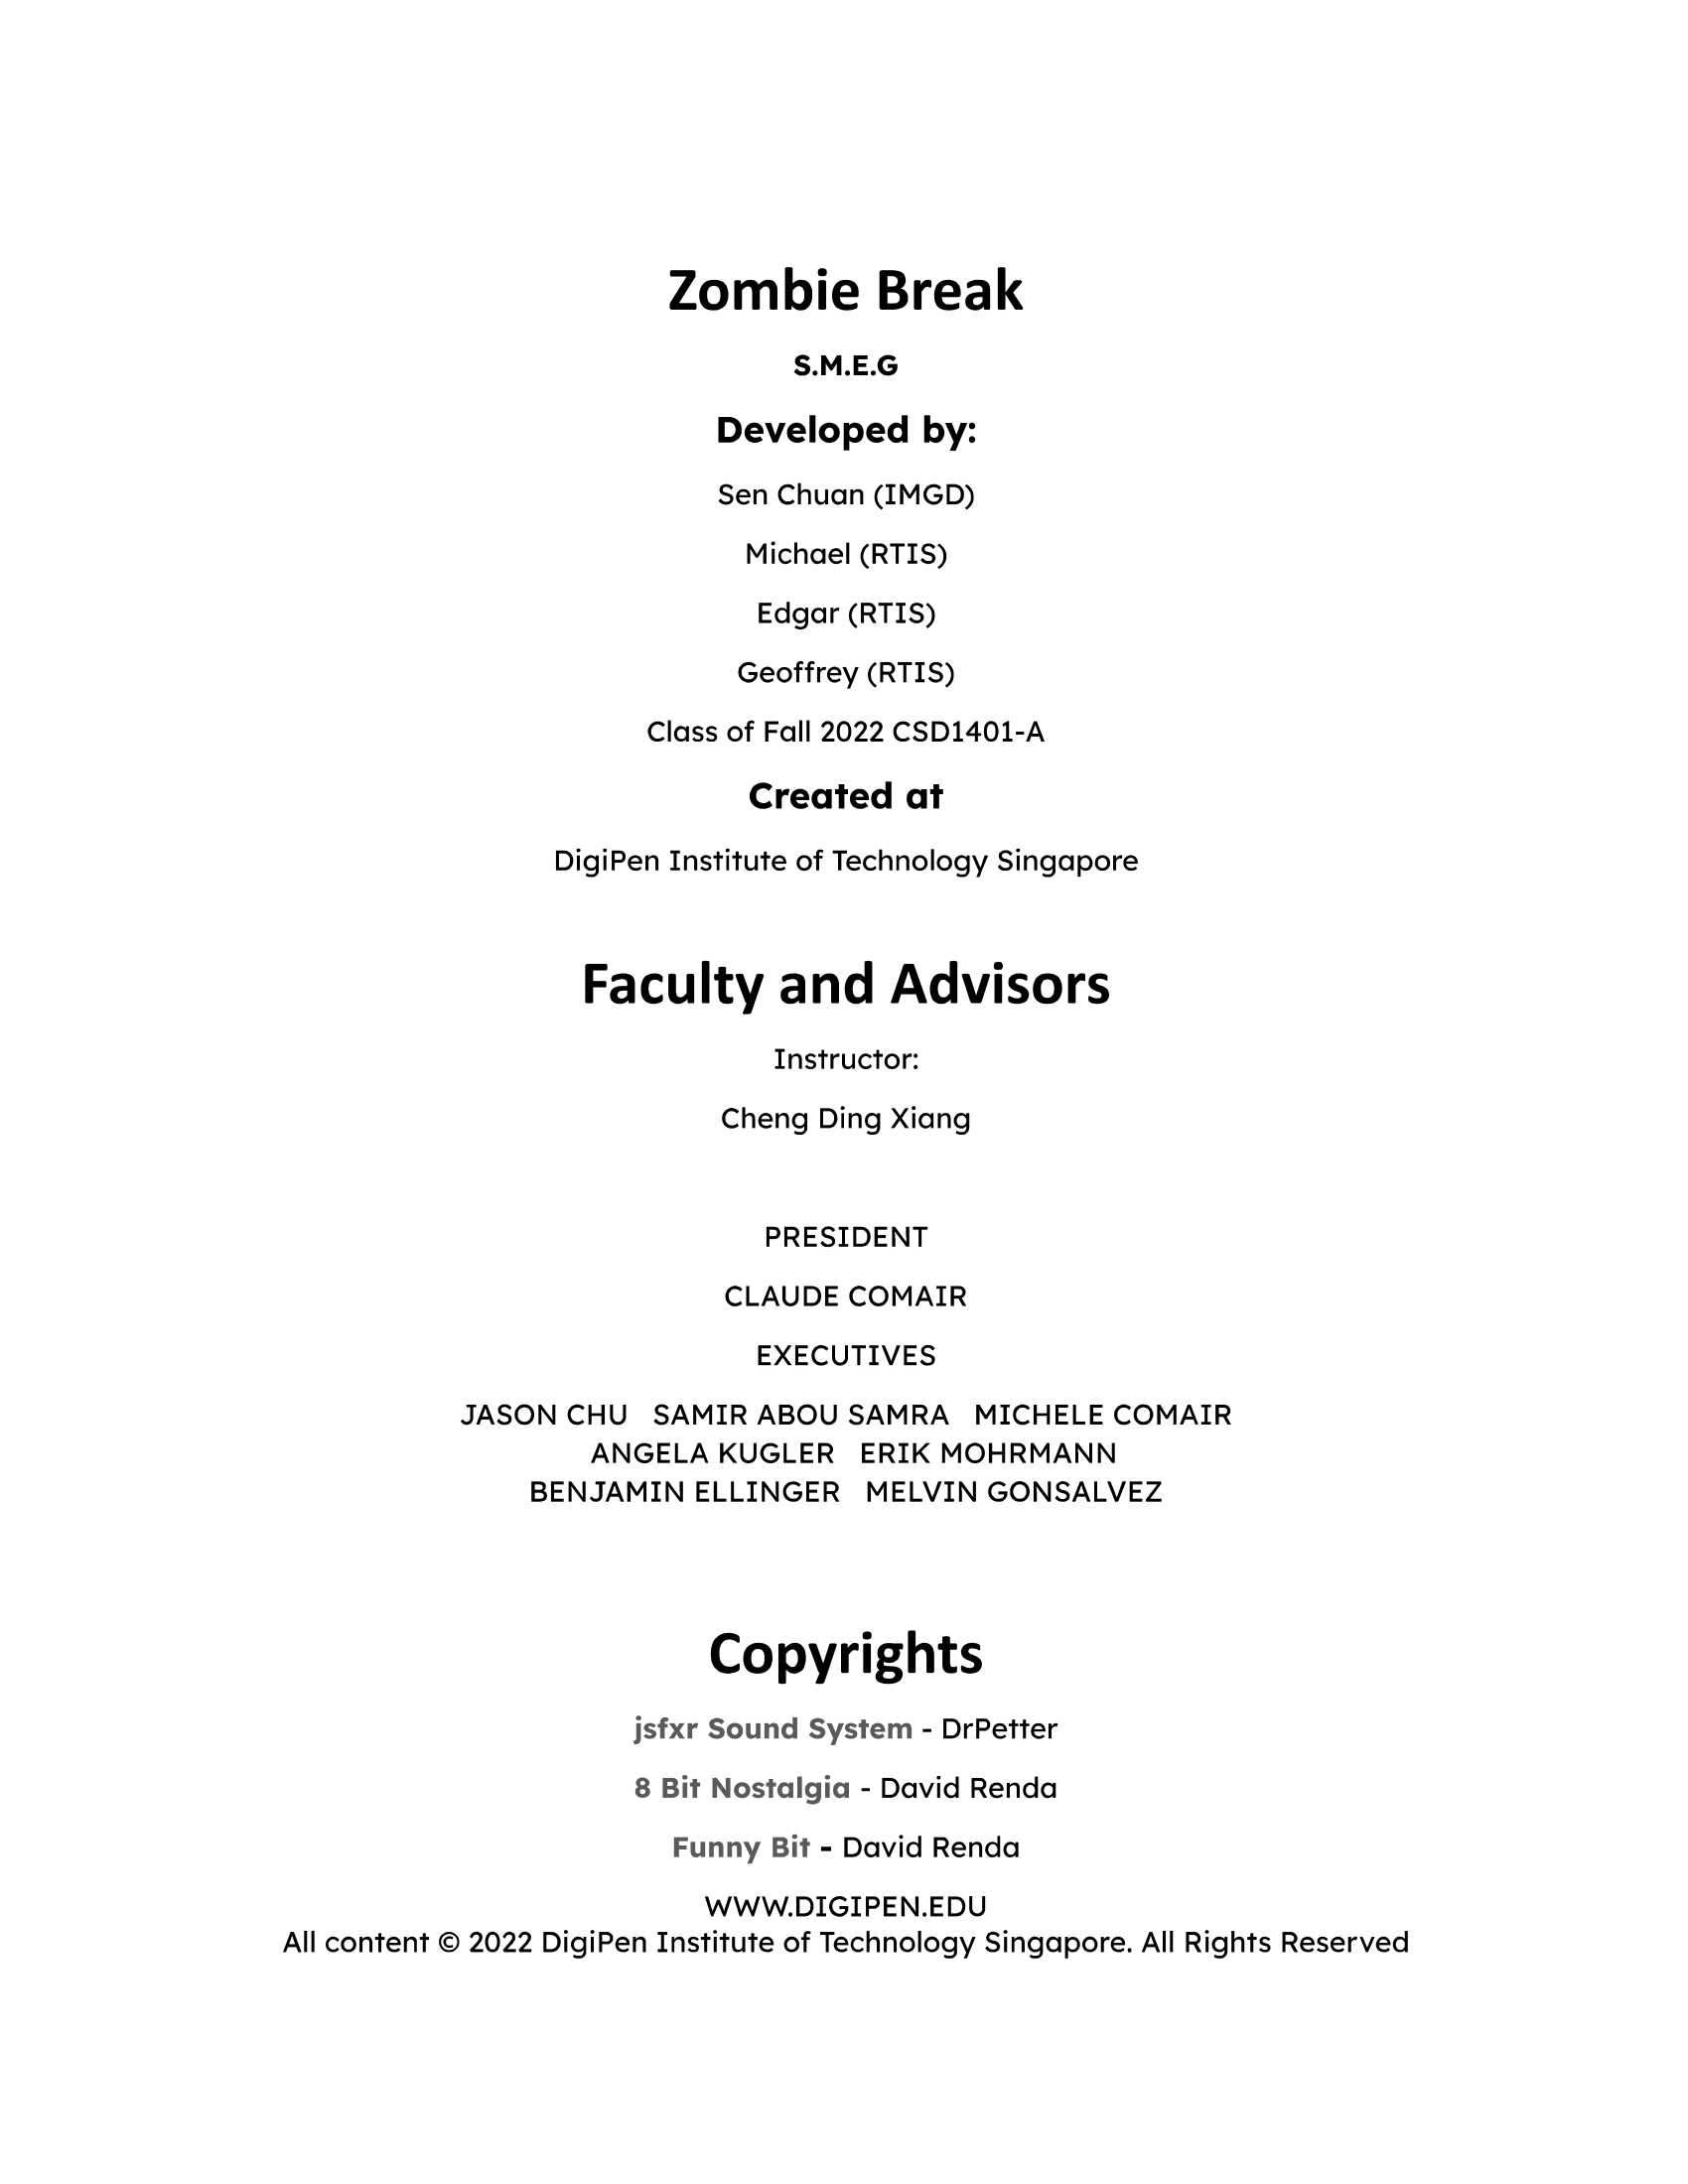 Zombie Break
S.M.E.G
Developed by:
Sen Chuan (IMGD)
Michael (RTIS)
Edgar (RTIS)
Geoffrey (RTIS)
Class of Fall 2022 CSD1401-A
Created at
DigiPen Institute of Technology Singapore
Faculty and Advisors
Instructor:
Cheng Ding Xiang
PRESIDENT
CLAUDE COMAIR
EXECUTIVES
JASON CHU   SAMIR ABOU SAMRA   MICHELE COMAIR
ANGELA KUGLER   ERIK MOHRMANN
BENJAMIN ELLINGER   MELVIN GONSALVEZ
Copyrights
jsfxr Sound System - DrPetter
8 Bit Nostalgia - David Renda
Funny Bit - David Renda
WWW.DIGIPEN.EDU
All content © 2022 DigiPen Institute of Technology Singapore. All Rights Reserved